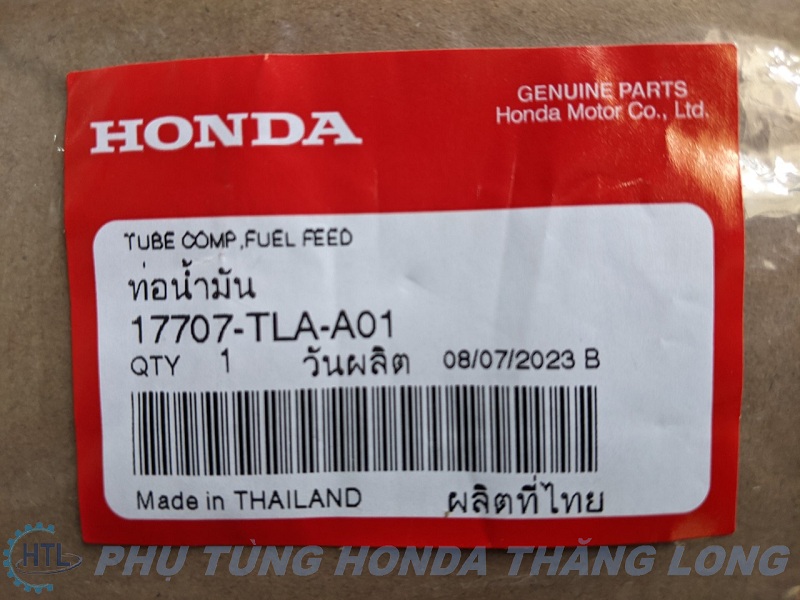 HONDA
GENUINE PARTS
Honda Motor Co., Ltd.
TUBE COMP,FUEL FEED
ท่อน้ำมัน
17707-TLA-A01
QTY 1 วันผลิต 08/07/2023 B
Made in THAILAND ผลิตที่ไทย
HTL PHỤ TÙNG HONDA THĂNG LONG